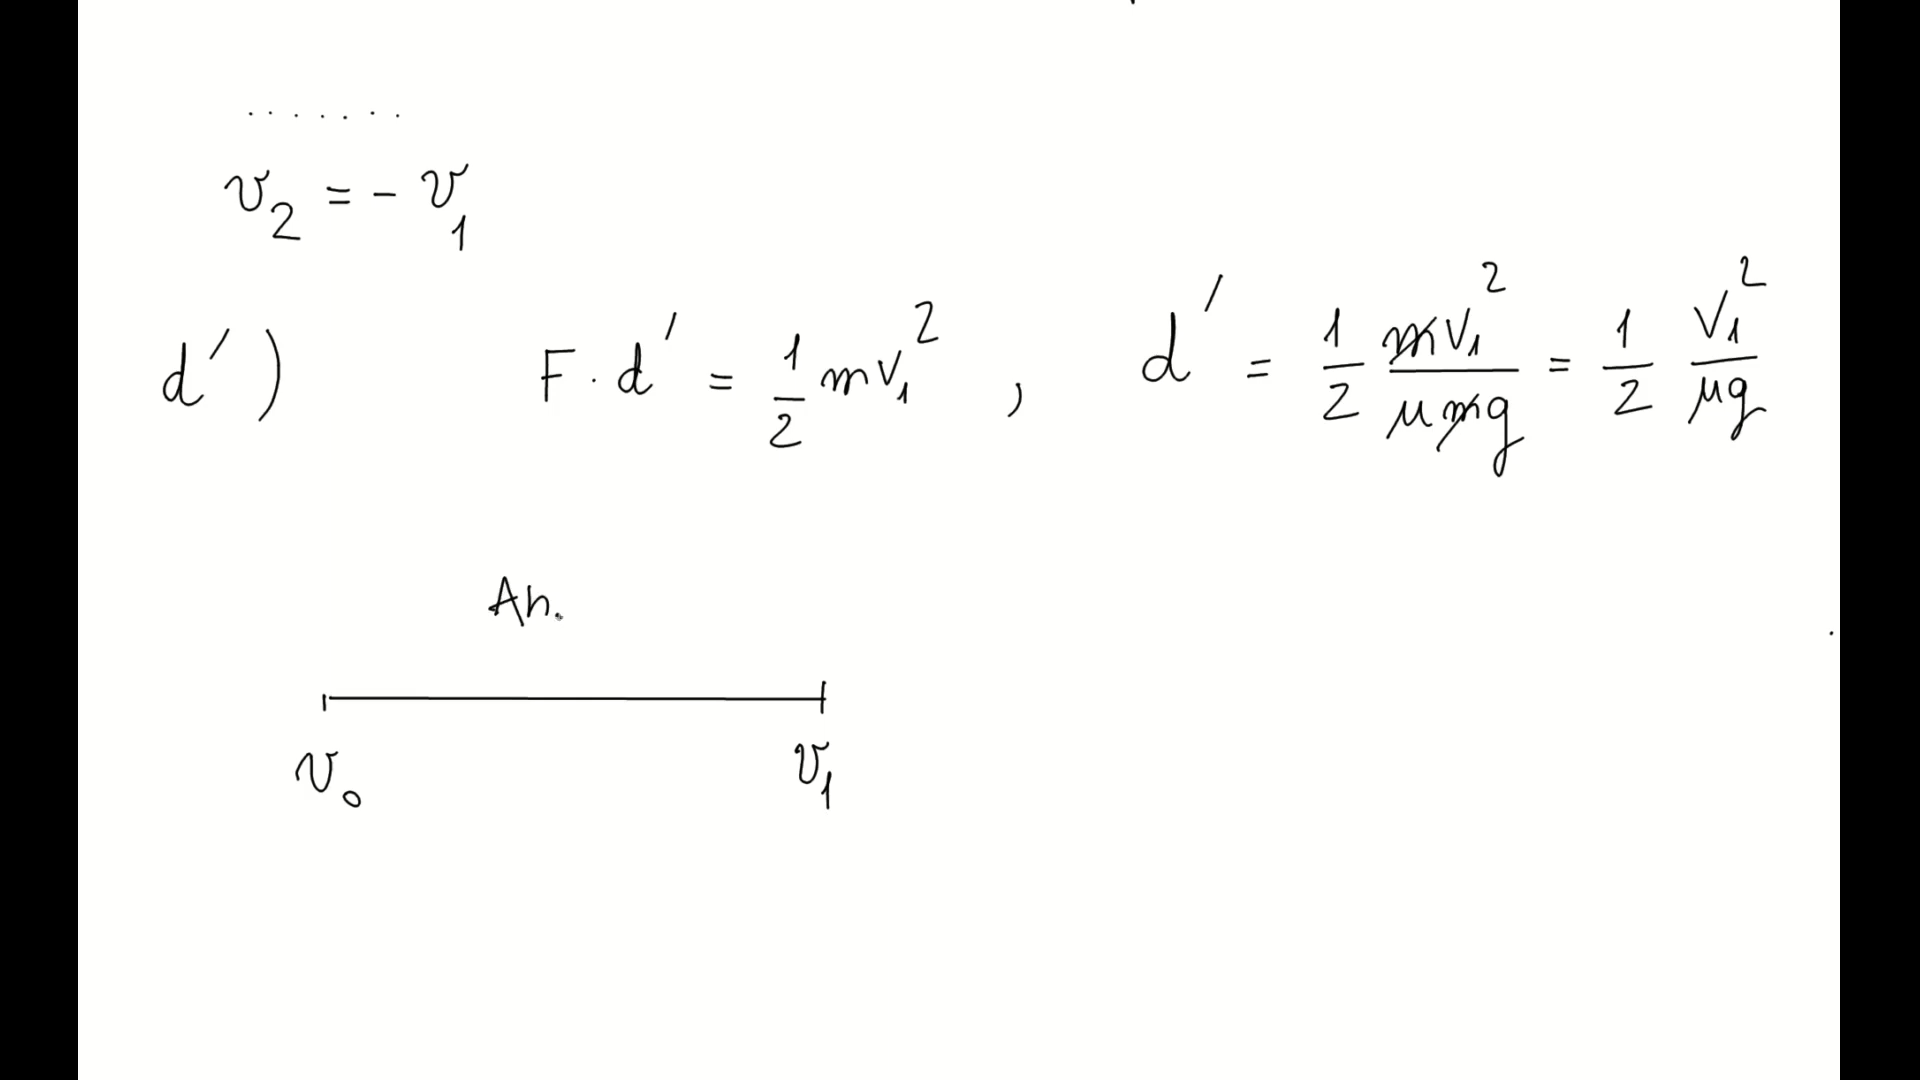 .......
v₂ = - v₁
d′) F · d′ = 1/2 mv₁² , d′ = 1/2 mv₁²/μmg = 1/2 v₁²/μg
An.
v₀ v₁